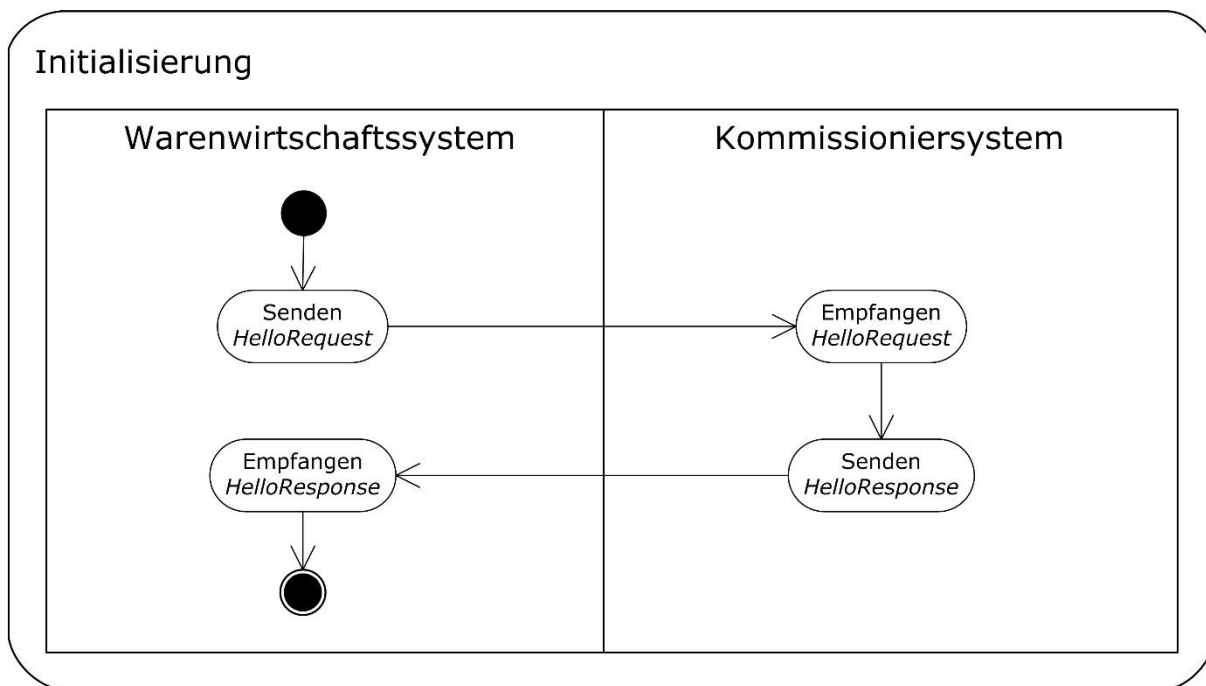 Initialisierung
Warenwirtschaftssystem
Kommissioniersystem
Senden
HelloRequest
Empfangen
HelloRequest
Empfangen
HelloResponse
Senden
HelloResponse